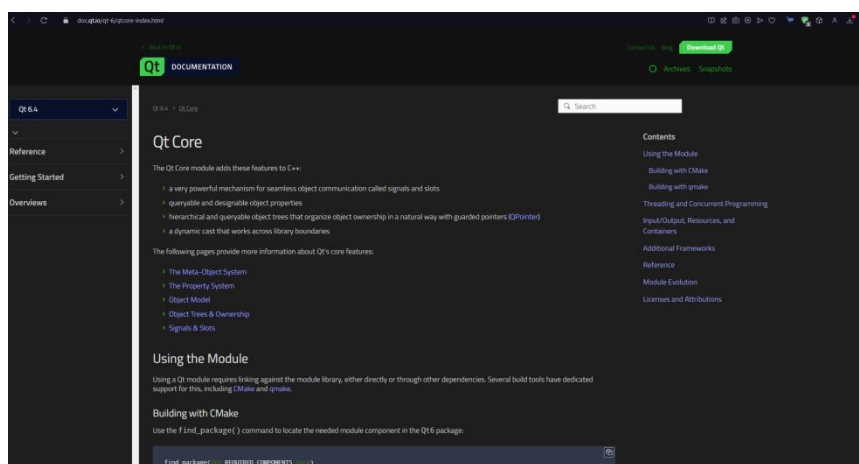 doc.qt.io/qt-6/qtcore-index.html
< Back to Qt.io
Contact Us Blog Download Qt
Qt DOCUMENTATION
Archives Snapshots
Qt 6.4
Qt 6.4 > Qt Core
Search
Reference
Getting Started
Overviews
Qt Core
The Qt Core module adds these features to C++:
a very powerful mechanism for seamless object communication called signals and slots
queryable and designable object properties
hierarchical and queryable object trees that organize object ownership in a natural way with guarded pointers (QPointer)
a dynamic cast that works across library boundaries
The following pages provide more information about Qt's core features:
The Meta-Object System
The Property System
Object Model
Object Trees & Ownership
Signals & Slots
Using the Module
Using a Qt module requires linking against the module library, either directly or through other dependencies. Several build tools have dedicated
support for this, including CMake and qmake.
Building with CMake
Use the find_package() command to locate the needed module component in the Qt6 package:
find_package(Qt6 REQUIRED COMPONENTS Core)
Contents
Using the Module
Building with CMake
Building with qmake
Threading and Concurrent Programming
Input/Output, Resources, and
Containers
Additional Frameworks
Reference
Module Evolution
Licenses and Attributions